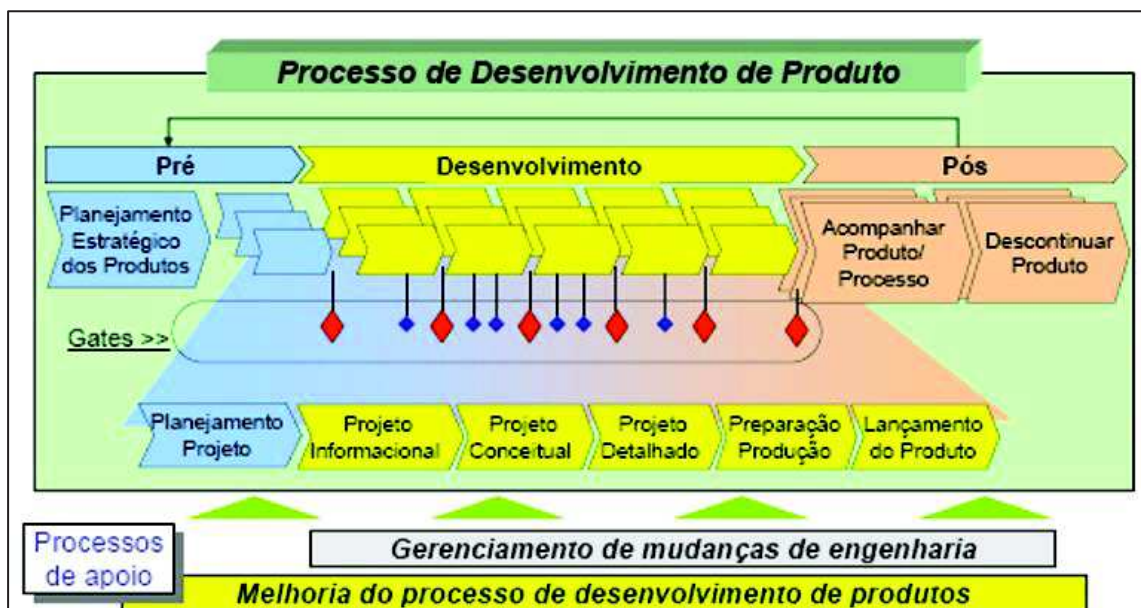 Processo de Desenvolvimento de Produto
Pré
Desenvolvimento
Pós
Planejamento
Estratégico
dos Produtos
Acompanhar
Produto/
Processo
Descontinuar
Produto
Gates >>
Planejamento
Projeto
Projeto
Informacional
Projeto
Conceitual
Projeto
Detalhado
Preparação
Produção
Lançamento
do Produto
Processos
de apoio
Gerenciamento de mudanças de engenharia
Melhoria do processo de desenvolvimento de produtos